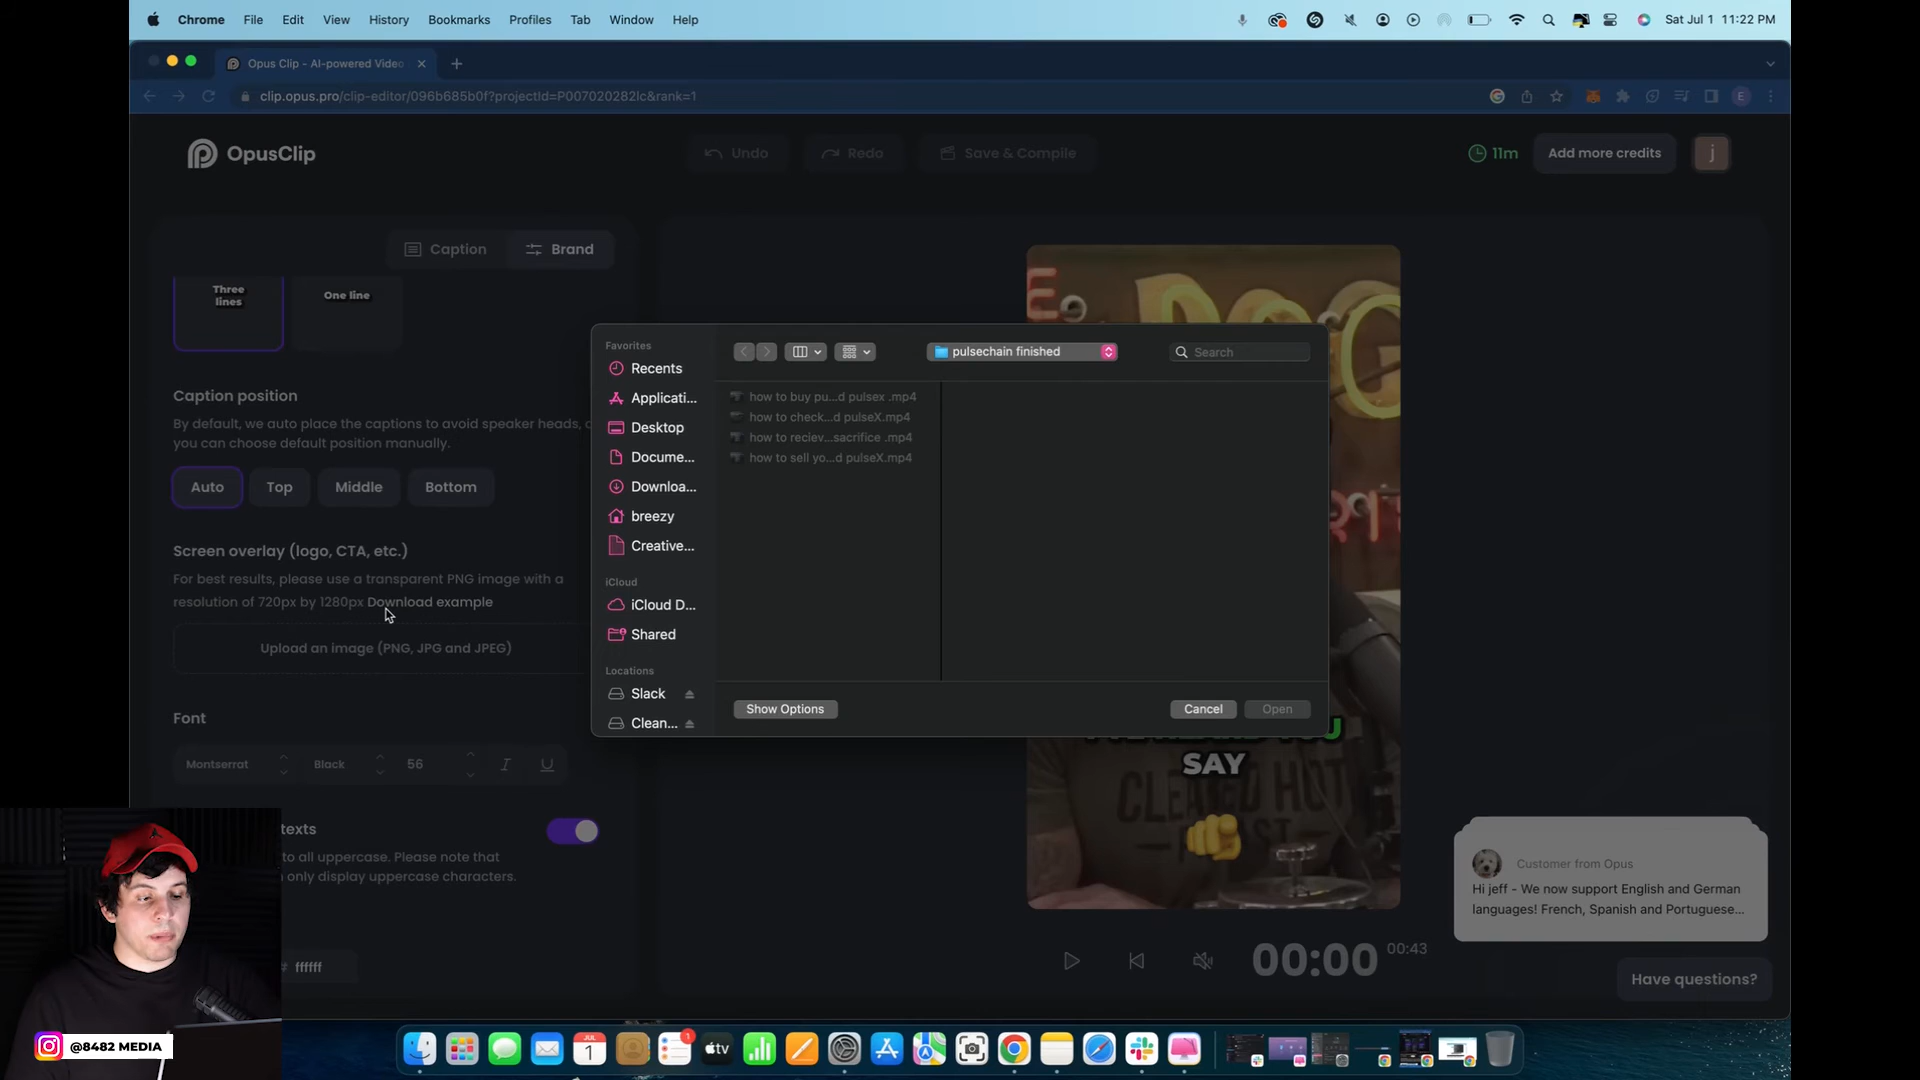 Chrome File Edit View History Bookmarks Profiles Tab Window Help
Sat Jul 1 11:22 PM
Opus Clip - AI-powered Video
clip.opus.pro/clip-editor/096b685b0f?projectId=P007020282lc&rank=1
E
OpusClip
Undo
Redo
Save & Compile
11m
Add more credits
j
Caption
Brand
Three
lines
One line
Caption position
By default, we auto place the captions to avoid speaker heads,
you can choose default position manually.
Auto
Top
Middle
Bottom
Screen overlay (logo, CTA, etc.)
For best results, please use a transparent PNG image with a
resolution of 720px by 1280px Download example
Upload an image (PNG, JPG and JPEG)
Font
Montserrat
Black
56
texts
to all uppercase. Please note that
only display uppercase characters.
ffffff
Favorites
Recents
Applicati...
Desktop
Docume...
Downloa...
breezy
Creative...
iCloud
iCloud D...
Shared
Locations
Slack
Clean...
pulsechain finished
Search
how to buy pu...d pulsex .mp4
how to check...d pulseX.mp4
how to reciev...sacrifice .mp4
how to sell yo...d pulseX.mp4
Show Options
Cancel
Open
SAY
CLEARED HOT
00:00
00:43
Customer from Opus
Hi jeff - We now support English and German
languages! French, Spanish and Portuguese...
Have questions?
@8482 MEDIA
JUL
1
1
tv